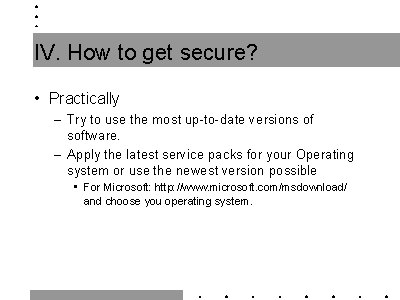 IV. How to get secure?
• Practically
– Try to use the most up-to-date versions of
software.
– Apply the latest service packs for your Operating
system or use the newest version possible
• For Microsoft: http://www.microsoft.com/msdownload/
and choose you operating system.